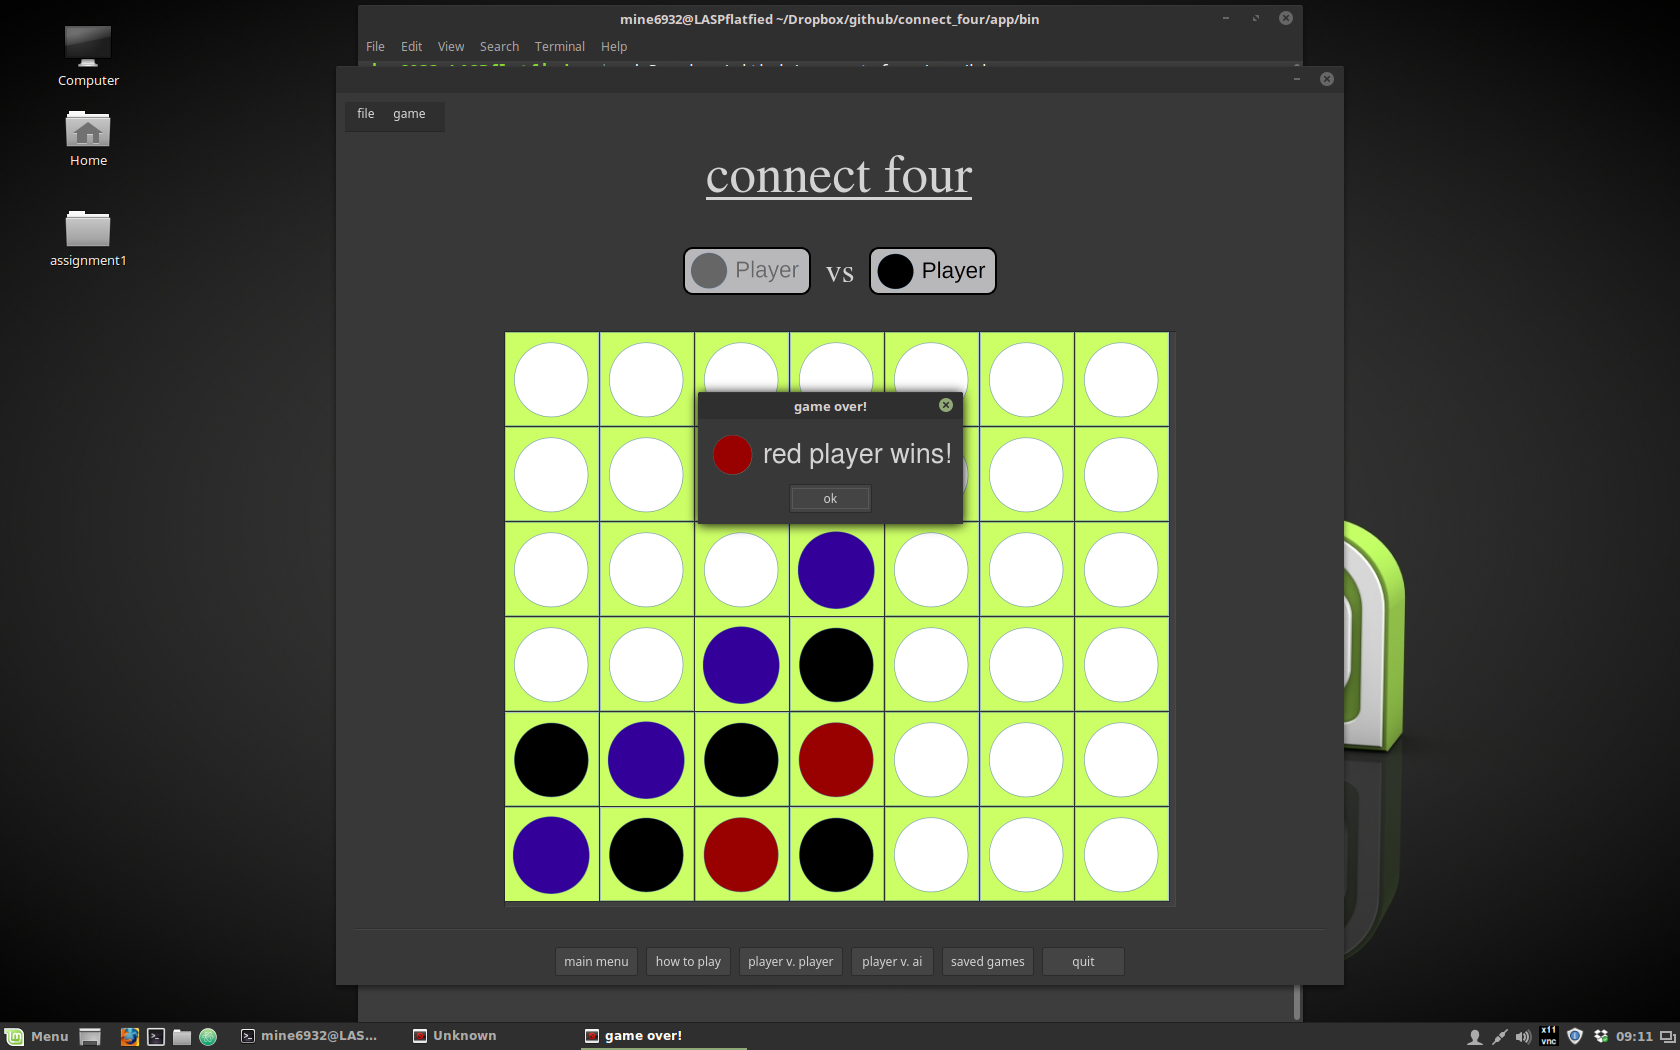 mine6932@LASPflatfied ~/Dropbox/github/connect_four/app/bin
File Edit View Search Terminal Help
Computer
Home
assignment1
file game
connect four
Player vs Player
game over!
red player wins!
ok
main menu how to play player v. player player v. ai saved games quit
Menu mine6932@LAS... Unknown game over! x11 vnc 09:11